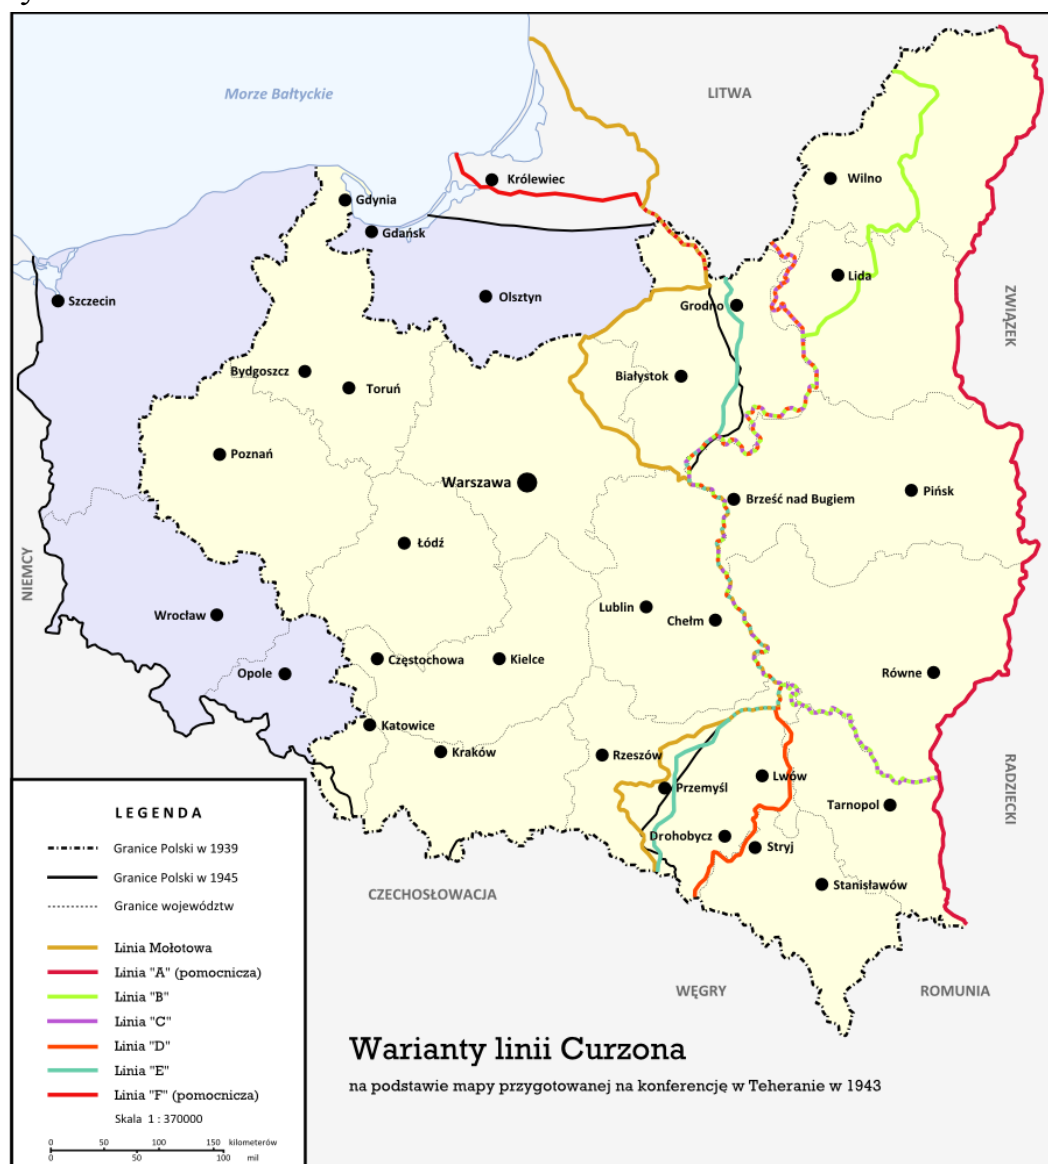 Morze Bałtyckie
LITWA
Królewiec
Wilno
Gdynia
Gdańsk
Lida
Szczecin
Olsztyn
Grodno
ZWIĄZEK
Bydgoszcz
Toruń
Białystok
Poznań
Warszawa
Brześć nad Bugiem
Pińsk
Łódź
NIEMCY
Wrocław
Lublin
Chełm
Częstochowa
Kielce
Opole
Równe
Katowice
Kraków
Rzeszów
Lwów
RADZIECKI
Przemyśl
Tarnopol
Drohobycz
Stryj
Stanisławów
CZECHOSŁOWACJA
WĘGRY
ROMUNIA
LEGENDA
Granice Polski w 1939
Granice Polski w 1945
Granice województw
Linia Mołotowa
Linia "A" (pomocnicza)
Linia "B"
Linia "C"
Linia "D"
Linia "E"
Linia "F" (pomocnicza)
Skala 1 : 370000
0 50 100 150 kilometerów
0 50 100 mil
Warianty linii Curzona
na podstawie mapy przygotowanej na konferencję w Teheranie w 1943